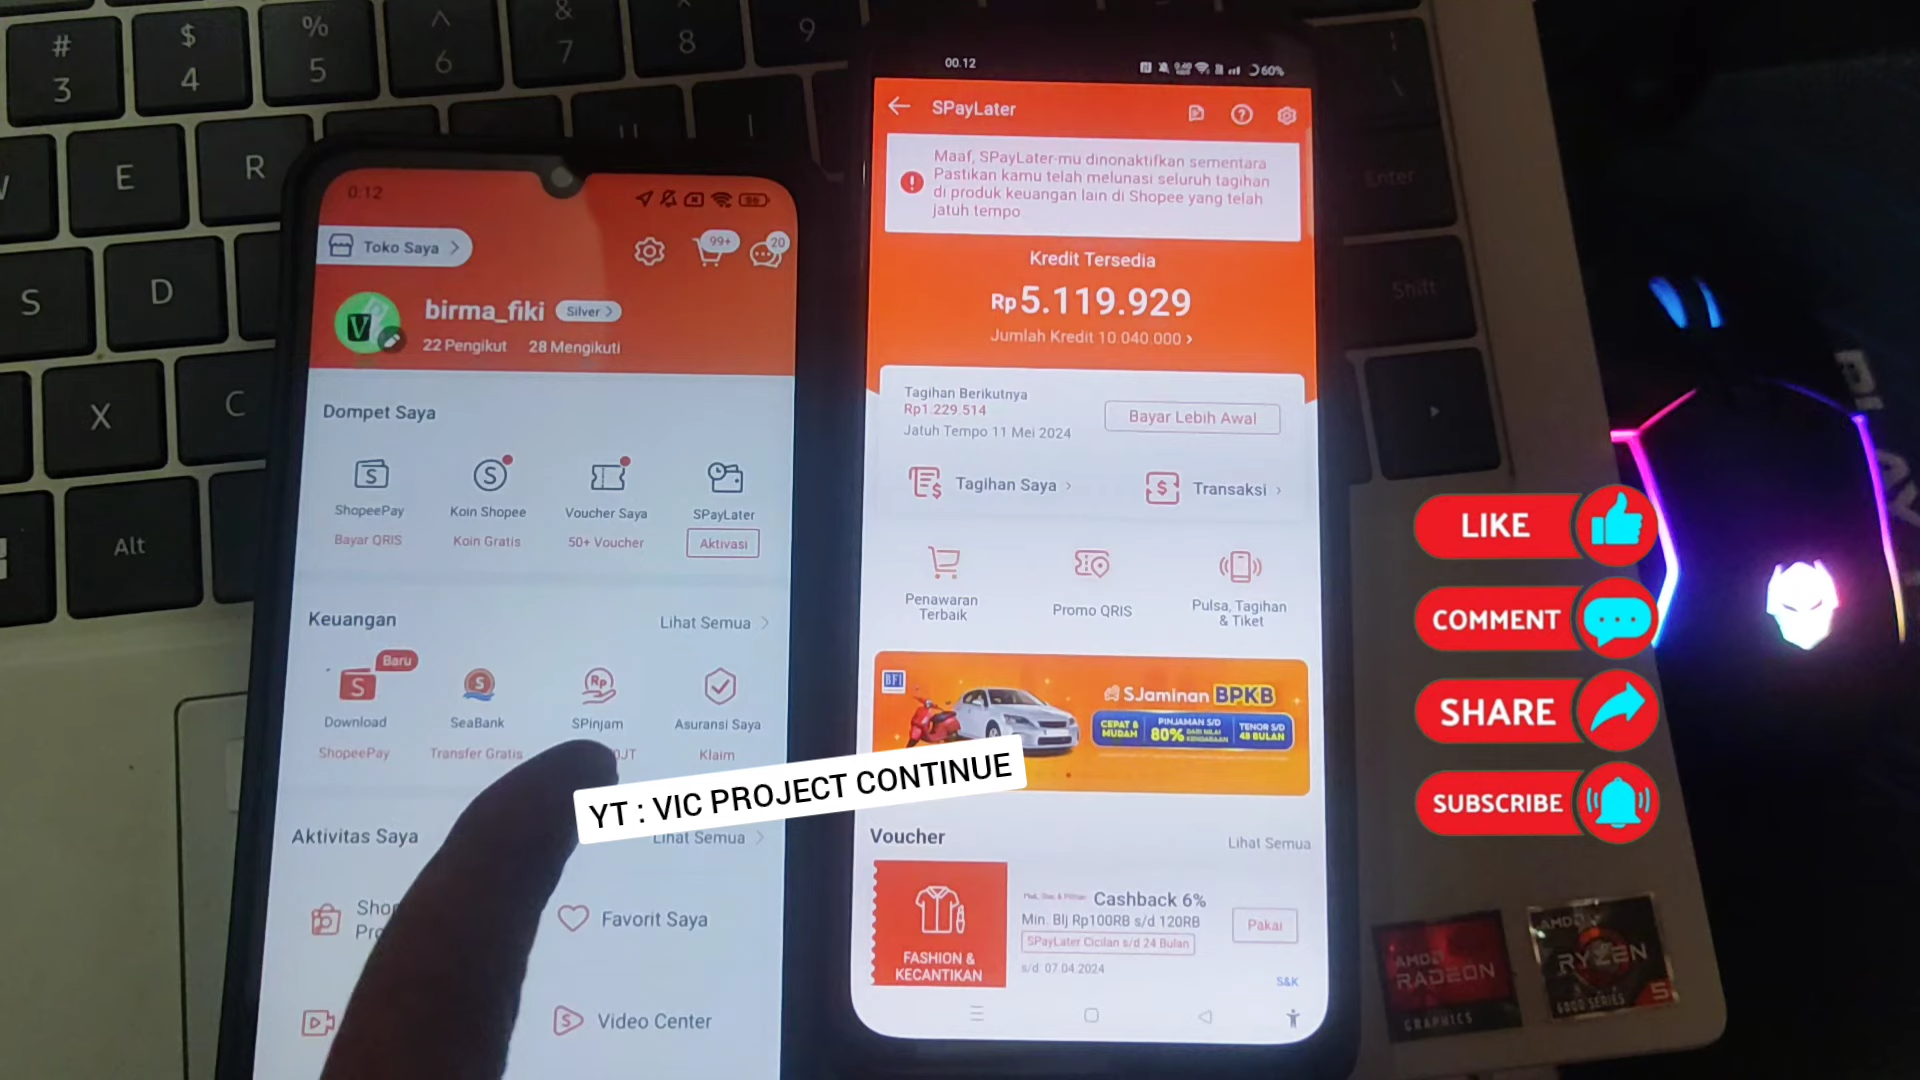 #
3
$
4
%
5
^
6
&
7
8
9
E
R
S
D
X
C
Alt
Enter
Shift
0:12
Toko Saya >
99+
20
birma_fiki
Silver >
22 Pengikut 28 Mengikuti
Dompet Saya
ShopeePay
Bayar QRIS
Koin Shopee
Koin Gratis
Voucher Saya
50+ Voucher
SPayLater
Aktivasi
Keuangan
Lihat Semua >
Baru
Download
ShopeePay
SeaBank
Transfer Gratis
SPinjam
Asuransi Saya
Klaim
Aktivitas Saya
Lihat Semua >
Favorit Saya
Video Center
00.12
60%
SPayLater
Maaf, SPayLater-mu dinonaktifkan sementara
Pastikan kamu telah melunasi seluruh tagihan
di produk keuangan lain di Shopee yang telah
jatuh tempo
Kredit Tersedia
Rp5.119.929
Jumlah Kredit 10.040.000 >
Tagihan Berikutnya
Rp1.229.514
Jatuh Tempo 11 Mei 2024
Bayar Lebih Awal
Tagihan Saya >
Transaksi >
Penawaran
Terbaik
Promo QRIS
Pulsa, Tagihan
& Tiket
BFI
SJaminan BPKB
CEPAT &
MUDAH
PINJAMAN S/D
80%
TENOR S/D
48 BULAN
Voucher
Lihat Semua
FASHION &
KECANTIKAN
Cashback 6%
Min. Blj Rp100RB s/d 120RB
SPayLater Cicilan s/d 24 Bulan
s/d: 07.04.2024
Pakai
S&K
YT : VIC PROJECT CONTINUE
LIKE
COMMENT
SHARE
SUBSCRIBE
AMD
RADEON
GRAPHICS
AMD
RYZEN
5
6000 SERIES